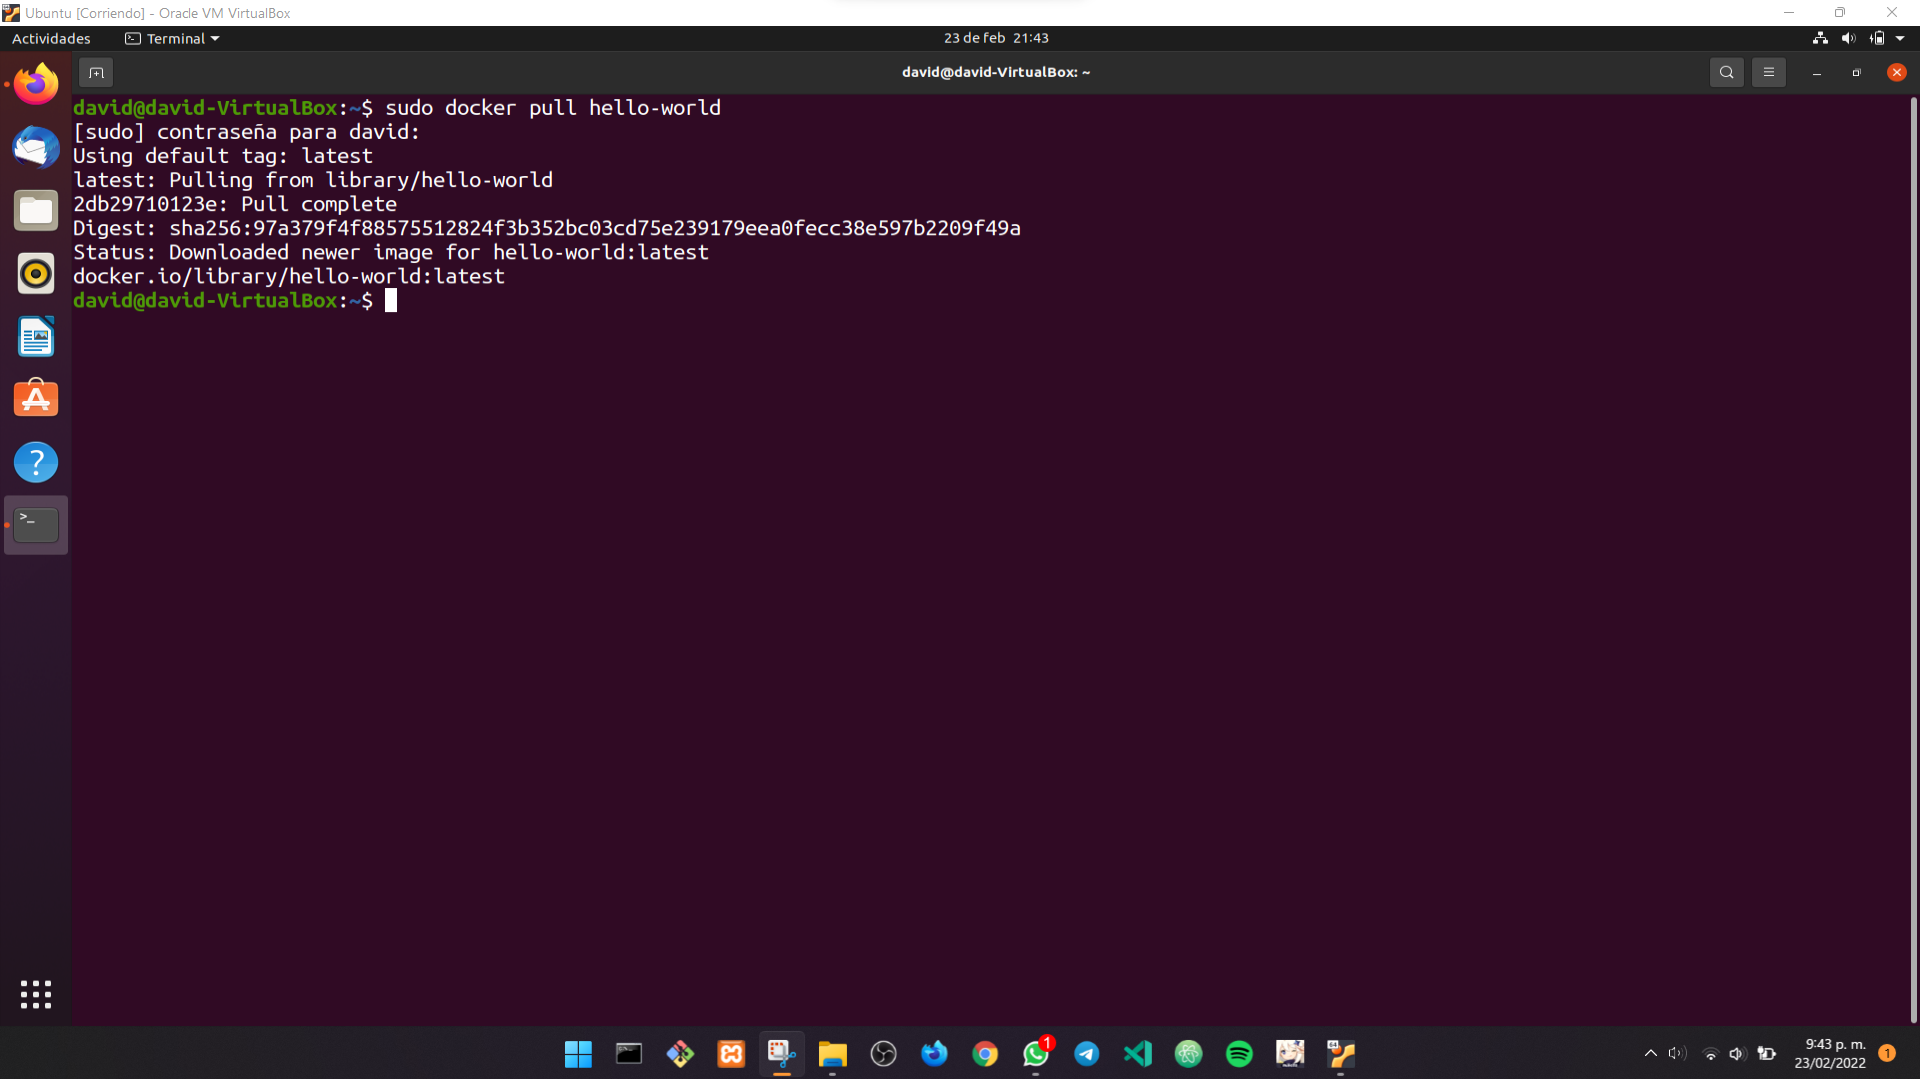 Ubuntu [Corriendo] - Oracle VM VirtualBox
Actividades Terminal 23 de feb 21:43
david@david-VirtualBox: ~
david@david-VirtualBox:~$ sudo docker pull hello-world
[sudo] contraseña para david:
Using default tag: latest
latest: Pulling from library/hello-world
2db29710123e: Pull complete
Digest: sha256:97a379f4f88575512824f3b352bc03cd75e239179eea0fecc38e597b2209f49a
Status: Downloaded newer image for hello-world:latest
docker.io/library/hello-world:latest
david@david-VirtualBox:~$
1
9:43 p. m.
23/02/2022
1